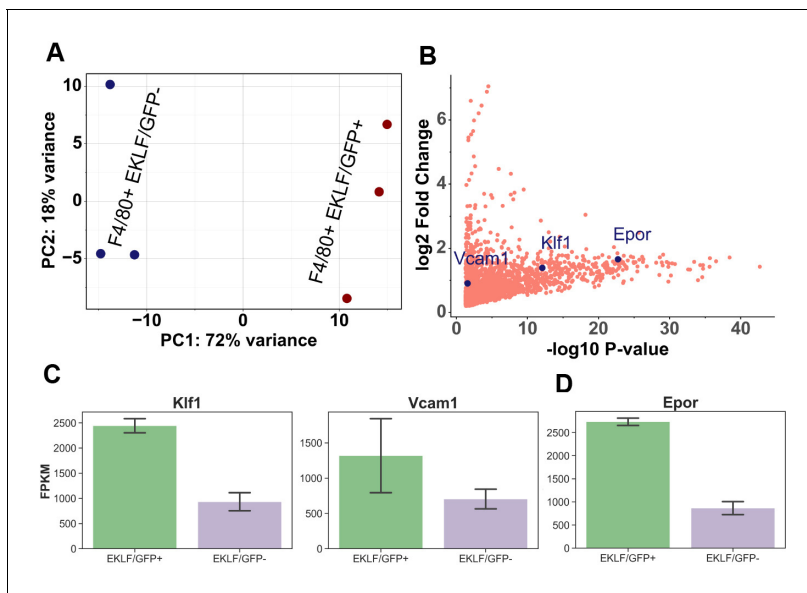 A
10
5
0
−5
PC2: 18% variance
F4/80+ EKLF/GFP-
F4/80+ EKLF/GFP+
−10
0
10
PC1: 72% variance
B
6
4
2
0
log2 Fold Change
Vcam1
Klf1
Epor
0
10
20
30
40
-log10 P-value
C
Klf1
2500
2000
1500
1000
500
0
FPKM
EKLF/GFP+
EKLF/GFP-
Vcam1
1500
1000
500
0
EKLF/GFP+
EKLF/GFP-
D
Epor
2500
2000
1500
1000
500
0
EKLF/GFP+
EKLF/GFP-